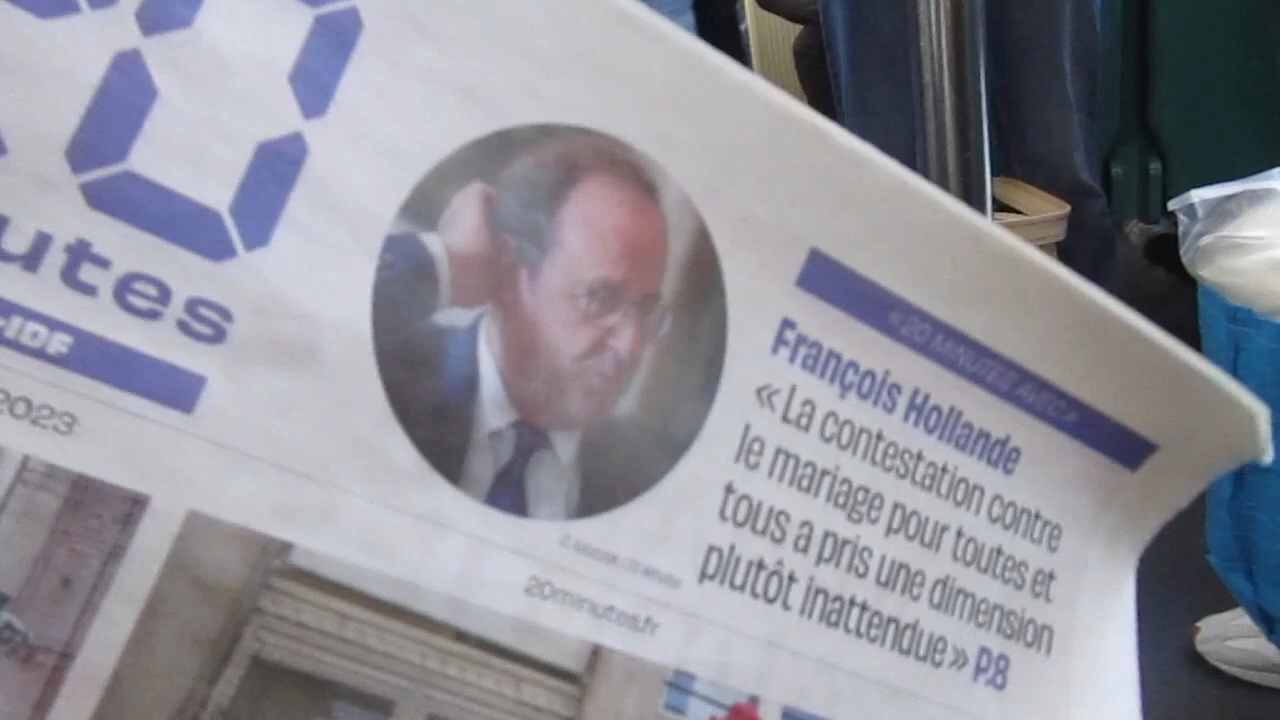 0
utes
-IDF
2023
«20 MINUTES AVEC»
François Hollande
«La contestation contre
le mariage pour toutes et
tous a pris une dimension
plutôt inattendue» P.8
20minutes.fr